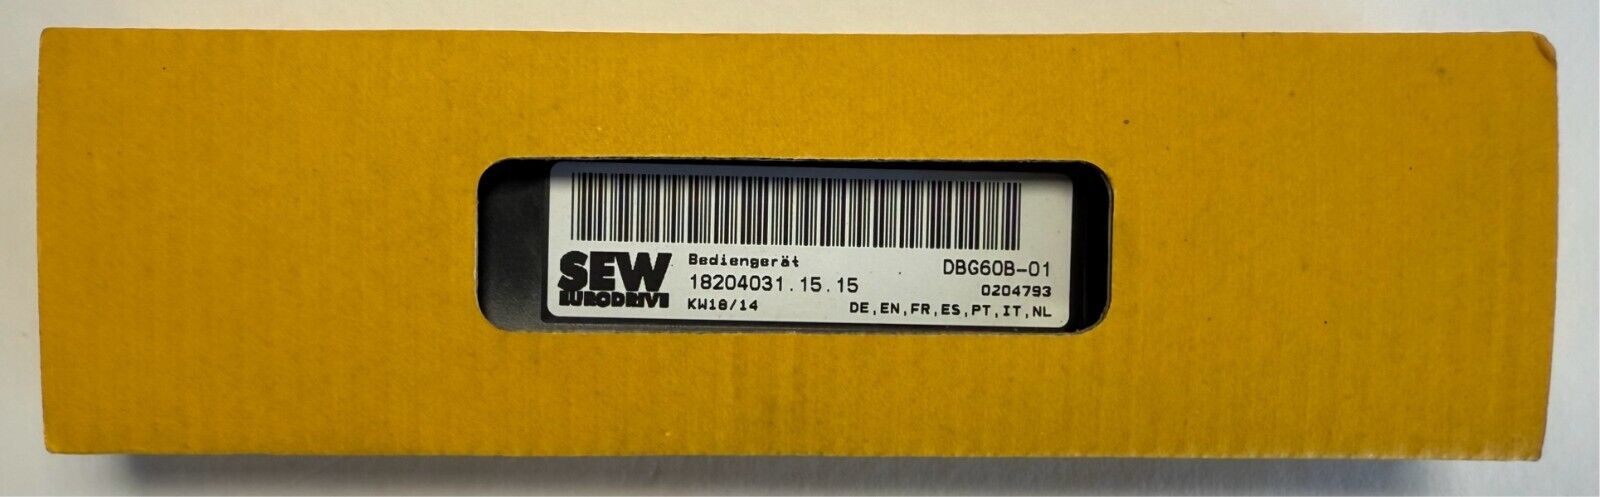 SEW
EURODRIVE
Bediengerät
DBG60B-01
18204031.15.15
0204793
KW18/14
DE,EN,FR,ES,PT,IT,NL